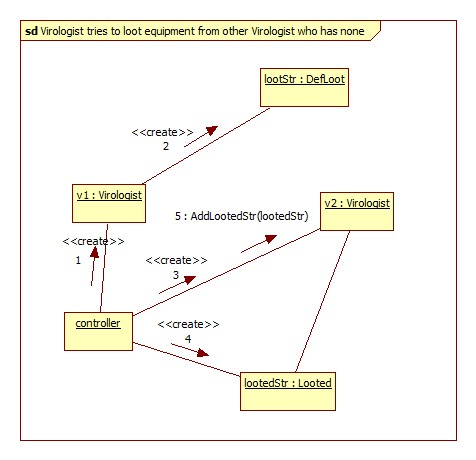 sd Virologist tries to loot equipment from other Virologist who has none
lootStr : DefLoot
<<create>>
2
v1 : Virologist
v2 : Virologist
5 : AddLootedStr(lootedStr)
<<create>>
1
<<create>>
3
controller
<<create>>
4
lootedStr : Looted